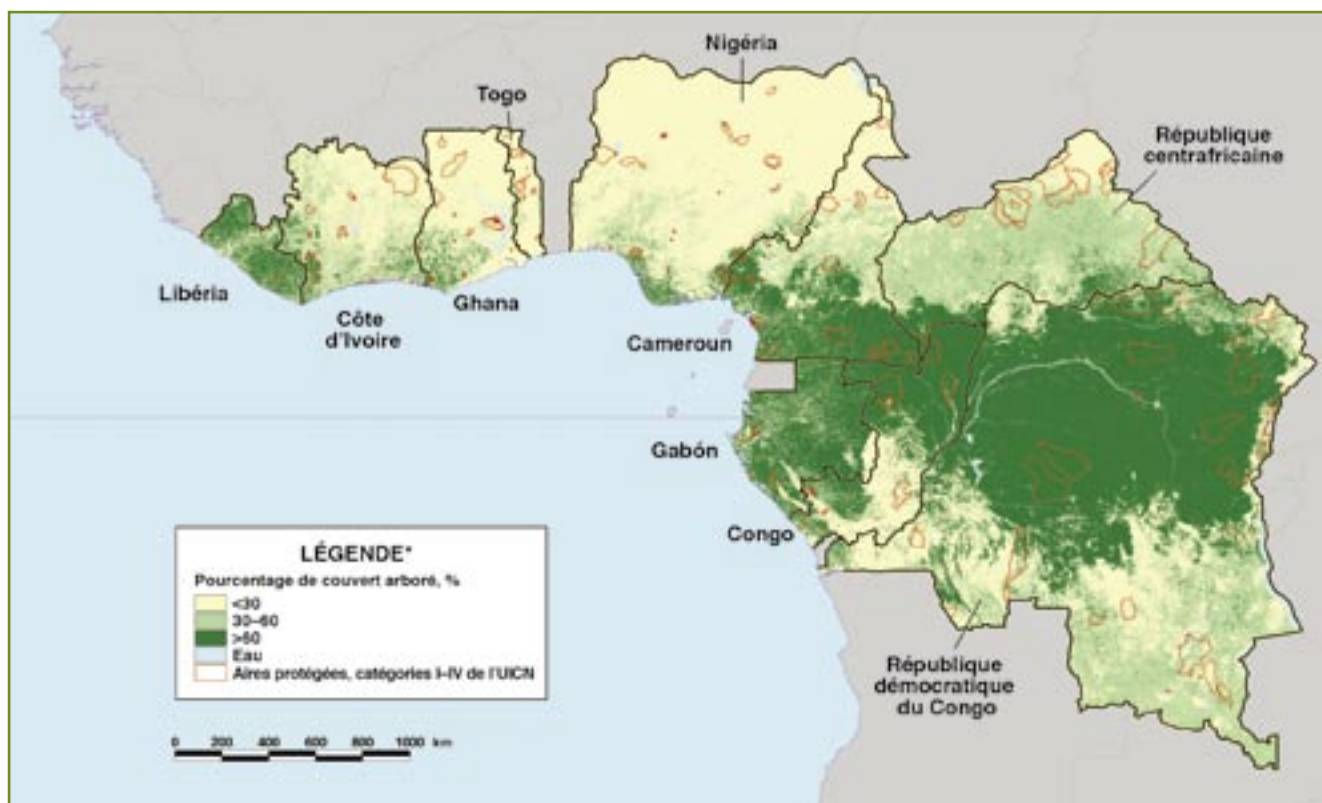 Nigéria
Togo
République
centrafricaine
Libéria
Côte
d'Ivoire
Ghana
Cameroun
Gabón
Congo
République
démocratique
du Congo
LÉGENDE*
Pourcentage de couvert arboré, %
<30
30–60
>60
Eau
Aires protégées, catégories I–IV de l'UICN
0 200 400 600 800 1000 km